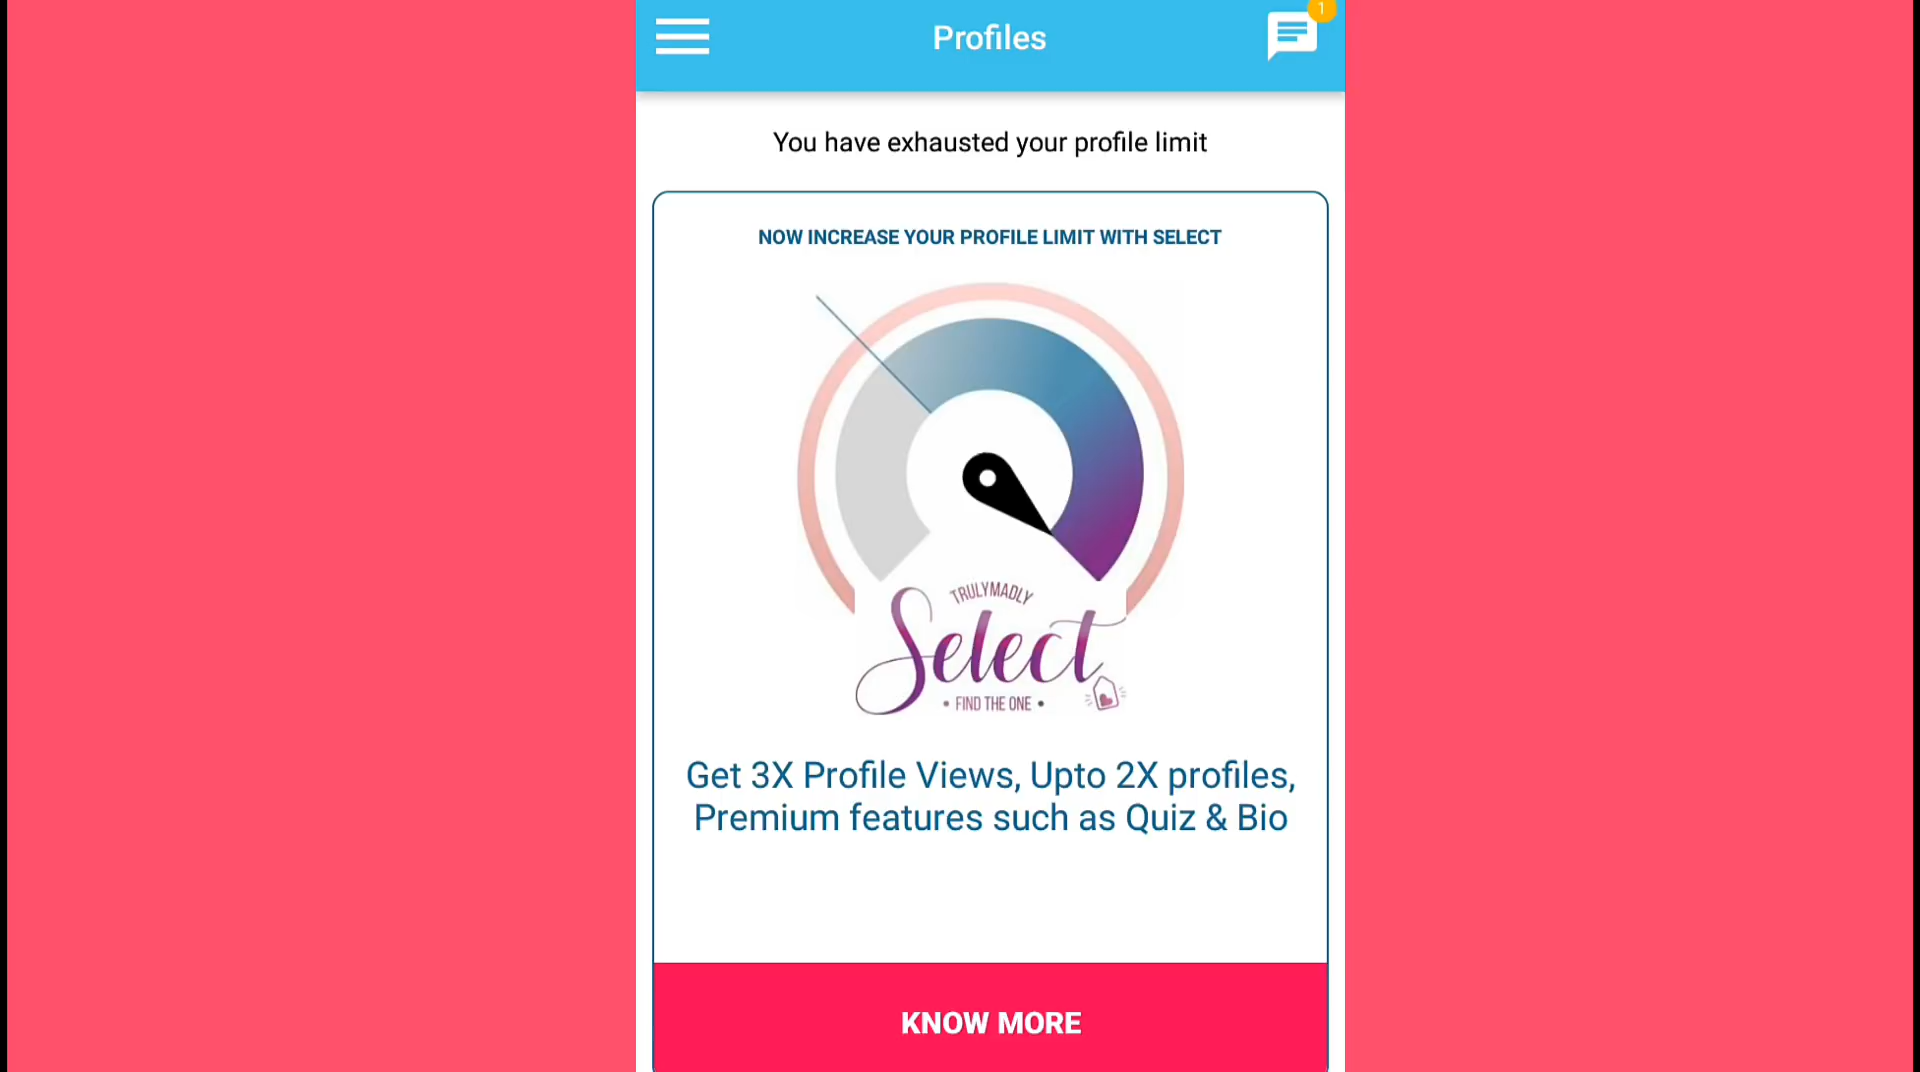 Profiles
1
You have exhausted your profile limit
NOW INCREASE YOUR PROFILE LIMIT WITH SELECT
TRULYMADLY
Select
• FIND THE ONE •
Get 3X Profile Views, Upto 2X profiles,
Premium features such as Quiz & Bio
KNOW MORE